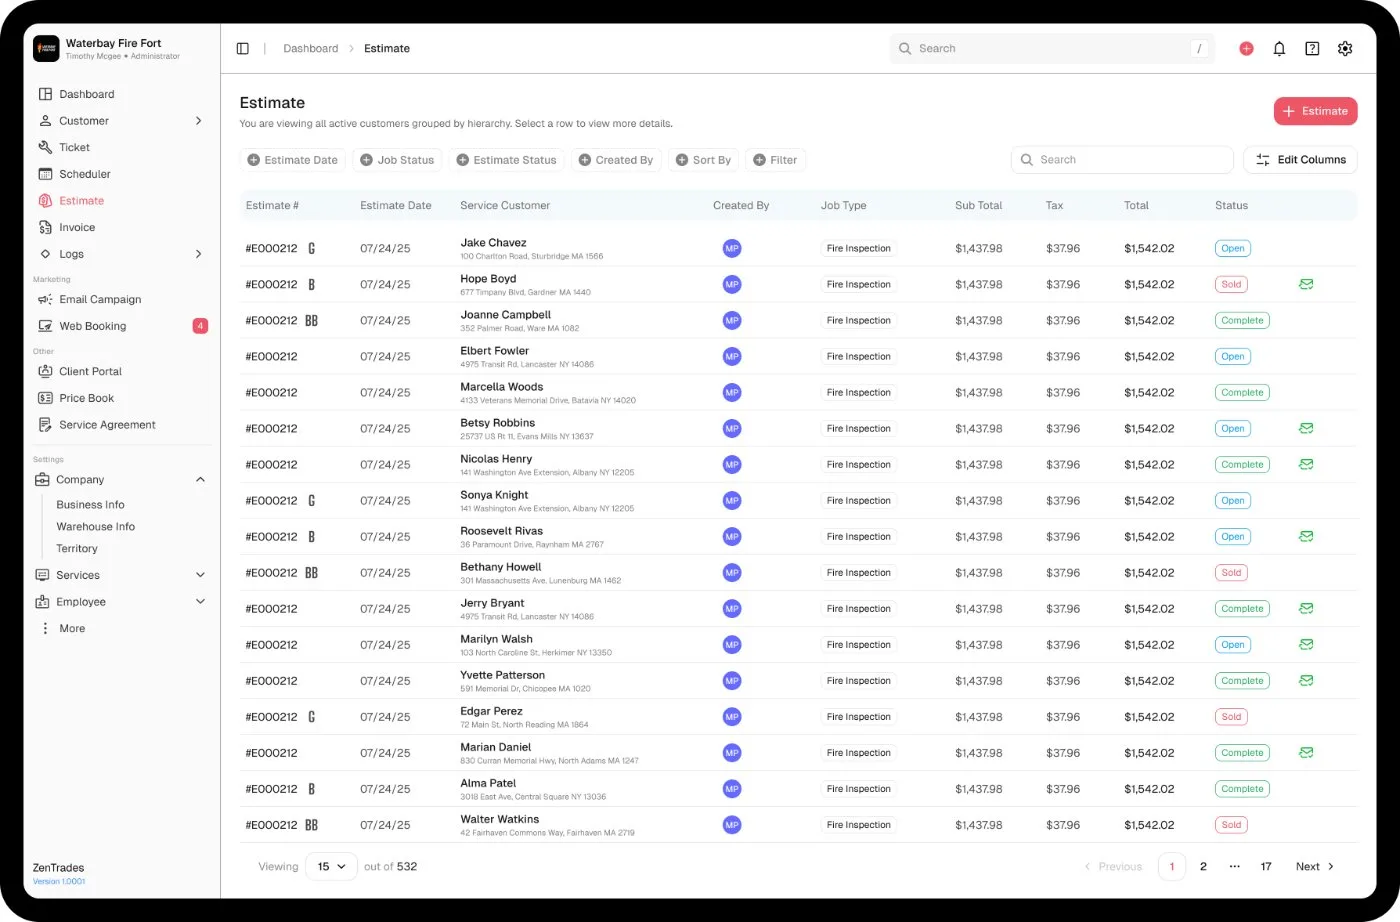 Waterbay Fire Fort
Timothy Mcgee • Administrator
Dashboard
Customer
Ticket
Scheduler
Estimate
Invoice
Logs
Marketing
Email Campaign
Web Booking 4
Other
Client Portal
Price Book
Service Agreement
Settings
Company
Business Info
Warehouse Info
Territory
Services
Employee
More
ZenTrades
Version 1.0001
Dashboard > Estimate
Search /
Estimate
You are viewing all active customers grouped by hierarchy. Select a row to view more details.
+ Estimate
Estimate Date Job Status Estimate Status Created By Sort By Filter
Search
Edit Columns
Estimate # Estimate Date Service Customer Created By Job Type Sub Total Tax Total Status
#E000212 G 07/24/25 Jake Chavez MP Fire Inspection $1,437.98 $37.96 $1,542.02 Open
100 Charlton Road, Sturbridge MA 1566
#E000212 B 07/24/25 Hope Boyd MP Fire Inspection $1,437.98 $37.96 $1,542.02 Sold
677 Timpany Blvd, Gardner MA 1440
#E000212 BB 07/24/25 Joanne Campbell MP Fire Inspection $1,437.98 $37.96 $1,542.02 Complete
352 Palmer Road, Ware MA 1082
#E000212 07/24/25 Elbert Fowler MP Fire Inspection $1,437.98 $37.96 $1,542.02 Open
4975 Transit Rd, Lancaster NY 14086
#E000212 07/24/25 Marcella Woods MP Fire Inspection $1,437.98 $37.96 $1,542.02 Complete
4133 Veterans Memorial Drive, Batavia NY 14020
#E000212 07/24/25 Betsy Robbins MP Fire Inspection $1,437.98 $37.96 $1,542.02 Open
25737 US Rt 11, Evans Mills NY 13637
#E000212 07/24/25 Nicolas Henry MP Fire Inspection $1,437.98 $37.96 $1,542.02 Complete
141 Washington Ave Extension, Albany NY 12205
#E000212 G 07/24/25 Sonya Knight MP Fire Inspection $1,437.98 $37.96 $1,542.02 Open
141 Washington Ave Extension, Albany NY 12205
#E000212 B 07/24/25 Roosevelt Rivas MP Fire Inspection $1,437.98 $37.96 $1,542.02 Open
36 Paramount Drive, Raynham MA 2767
#E000212 BB 07/24/25 Bethany Howell MP Fire Inspection $1,437.98 $37.96 $1,542.02 Sold
301 Massachusetts Ave, Lunenburg MA 1462
#E000212 07/24/25 Jerry Bryant MP Fire Inspection $1,437.98 $37.96 $1,542.02 Complete
4975 Transit Rd, Lancaster NY 14086
#E000212 07/24/25 Marilyn Walsh MP Fire Inspection $1,437.98 $37.96 $1,542.02 Open
103 North Caroline St, Herkimer NY 13350
#E000212 07/24/25 Yvette Patterson MP Fire Inspection $1,437.98 $37.96 $1,542.02 Complete
591 Memorial Dr, Chicopee MA 1020
#E000212 G 07/24/25 Edgar Perez MP Fire Inspection $1,437.98 $37.96 $1,542.02 Sold
72 Main St, North Reading MA 1864
#E000212 07/24/25 Marian Daniel MP Fire Inspection $1,437.98 $37.96 $1,542.02 Complete
830 Curran Memorial Hwy, North Adams MA 1247
#E000212 B 07/24/25 Alma Patel MP Fire Inspection $1,437.98 $37.96 $1,542.02 Complete
3018 East Ave, Central Square NY 13036
#E000212 BB 07/24/25 Walter Watkins MP Fire Inspection $1,437.98 $37.96 $1,542.02 Sold
42 Fairhaven Commons Way, Fairhaven MA 2719
Viewing 15 out of 532
< Previous 1 2 ... 17 Next >